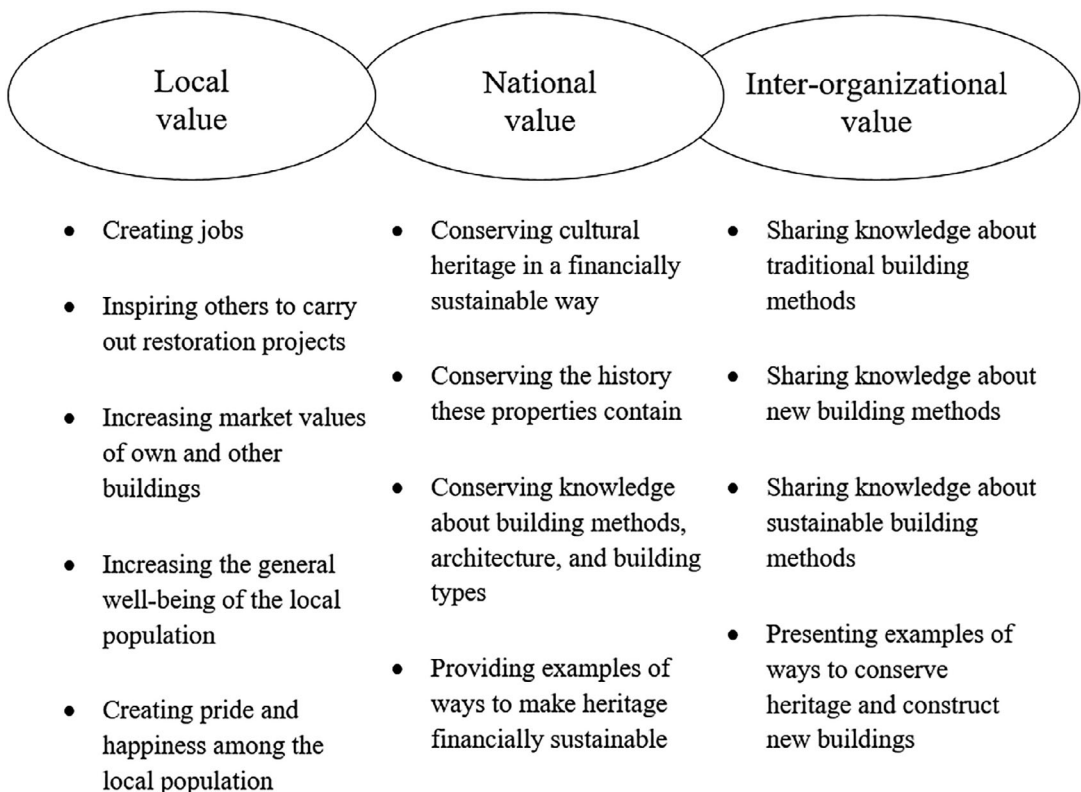 Local
value
National
value
Inter-organizational
value
• Creating jobs
• Inspiring others to carry
out restoration projects
• Increasing market values
of own and other
buildings
• Increasing the general
well-being of the local
population
• Creating pride and
happiness among the
local population
• Conserving cultural
heritage in a financially
sustainable way
• Conserving the history
these properties contain
• Conserving knowledge
about building methods,
architecture, and building
types
• Providing examples of
ways to make heritage
financially sustainable
• Sharing knowledge about
traditional building
methods
• Sharing knowledge about
new building methods
• Sharing knowledge about
sustainable building
methods
• Presenting examples of
ways to conserve
heritage and construct
new buildings